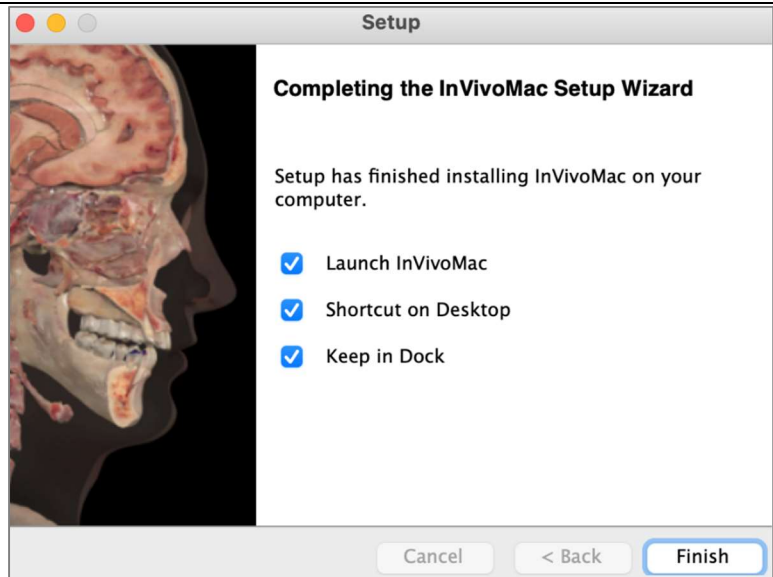 Setup
Completing the InVivoMac Setup Wizard
Setup has finished installing InVivoMac on your
computer.
Launch InVivoMac
Shortcut on Desktop
Keep in Dock
Cancel
< Back
Finish